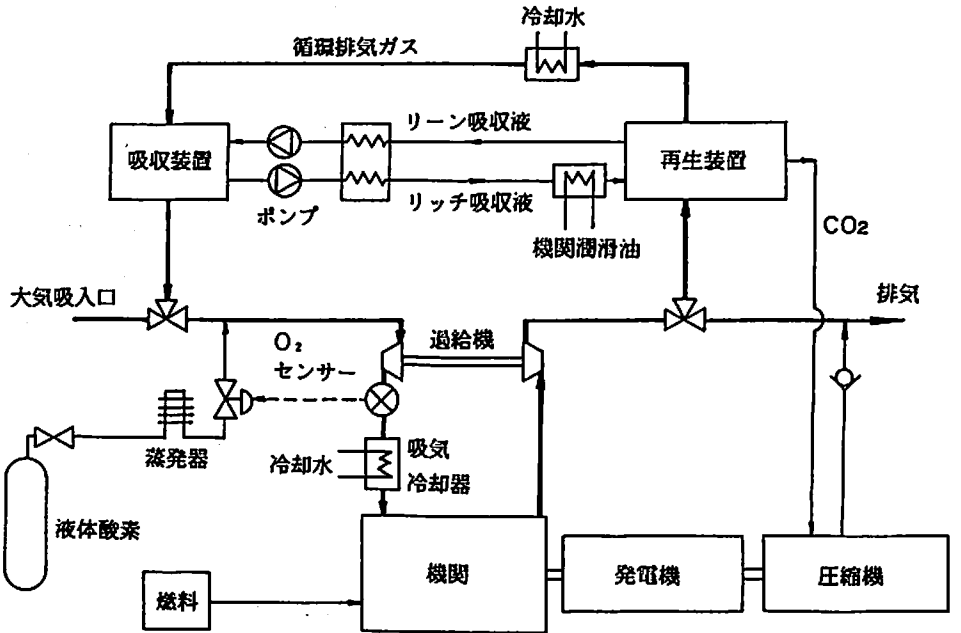 冷却水
循環排気ガス
リーン吸収液
吸収装置
再生装置
リッチ吸収液
ポンプ
機関潤滑油
CO₂
大気吸入口
排気
O₂
センサー
過給機
蒸発器
吸気
冷却水
冷却器
液体酸素
機関
発電機
圧縮機
燃料